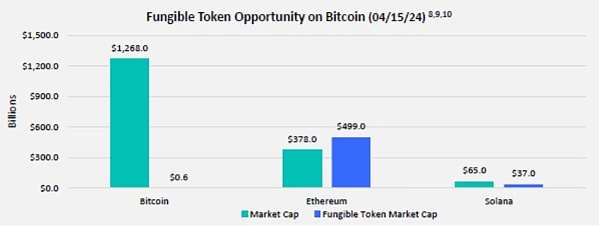 Fungible Token Opportunity on Bitcoin (04/15/24) 8,9,10
$1,500.0
$1,268.0
$1,200.0
$900.0
Billions
$600.0
$499.0
$378.0
$300.0
$65.0
$37.0
$0.6
$0.0
Bitcoin
Ethereum
Solana
Market Cap
Fungible Token Market Cap